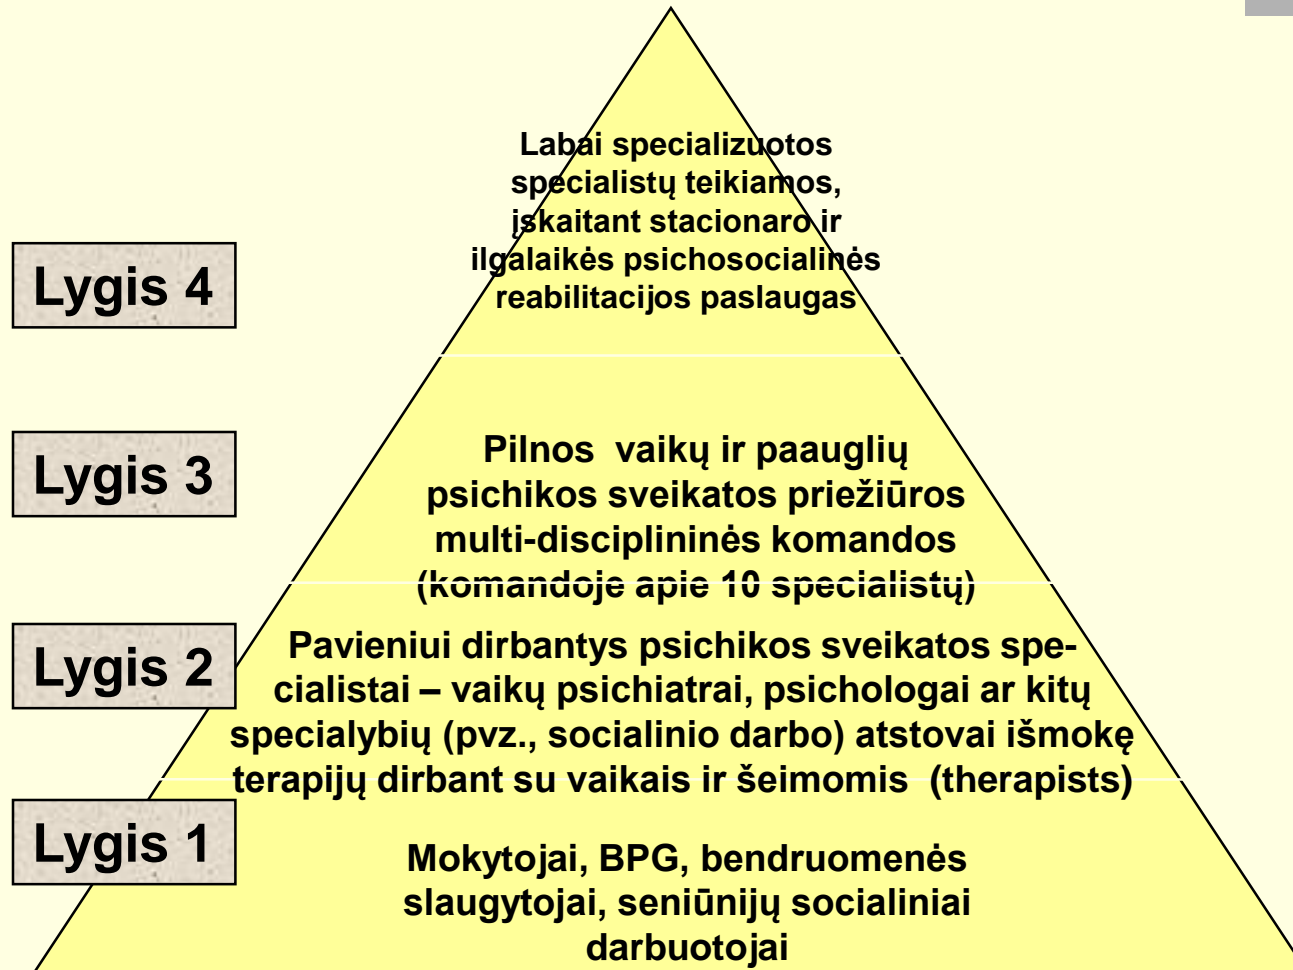 Labai specializuotos
specialistų teikiamos,
įskaitant stacionaro ir
ilgalaikės psichosocialinės
reabilitacijos paslaugas
Lygis 4
Pilnos  vaikų ir paauglių
psichikos sveikatos priežiūros
multi-disciplininės komandos
(komandoje apie 10 specialistų)
Lygis 3
Pavieniui dirbantys psichikos sveikatos spe-
cialistai – vaikų psichiatrai, psichologai ar kitų
specialybių (pvz., socialinio darbo) atstovai išmokę
terapijų dirbant su vaikais ir šeimomis  (therapists)
Lygis 2
Mokytojai, BPG, bendruomenės
slaugytojai, seniūnijų socialiniai
darbuotojai
Lygis 1